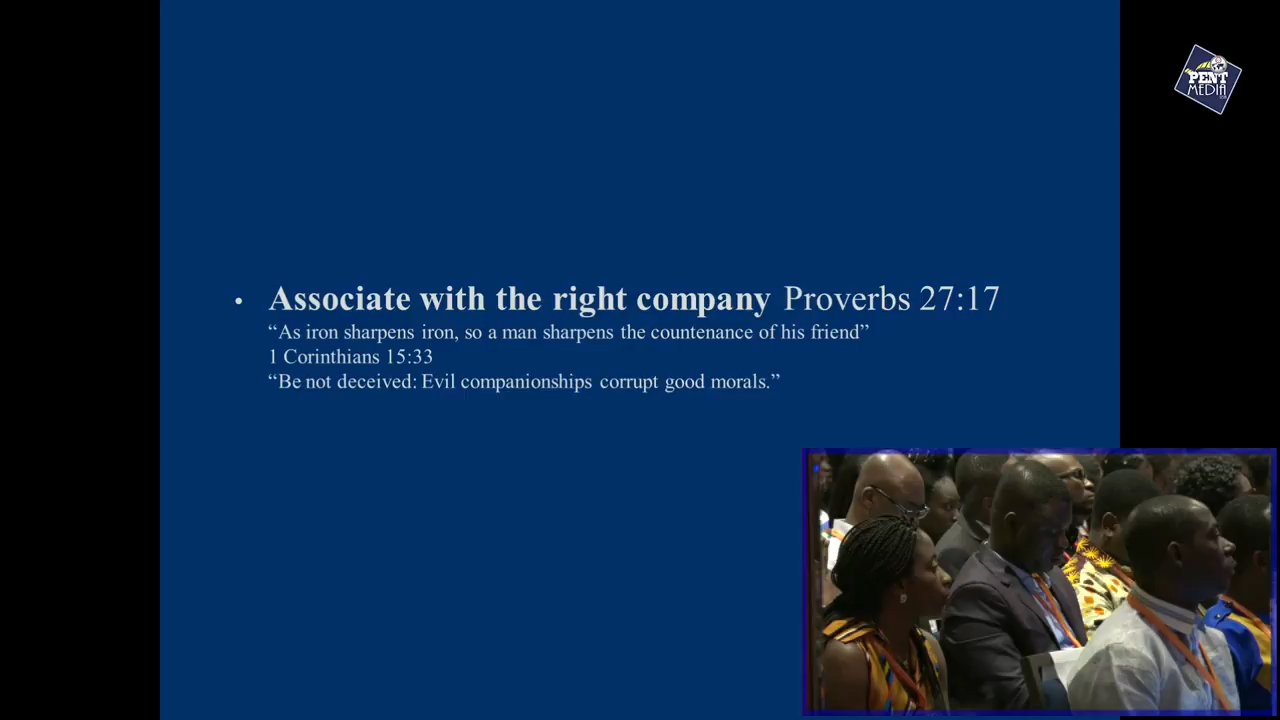 PENT
MEDIA
• Associate with the right company Proverbs 27:17
“As iron sharpens iron, so a man sharpens the countenance of his friend”
1 Corinthians 15:33
“Be not deceived: Evil companionships corrupt good morals.”